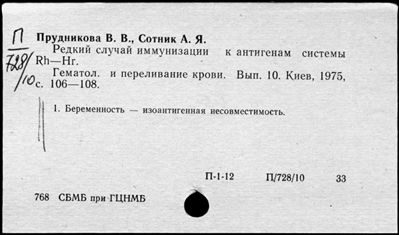 П
728/10
Прудникова В. В., Сотник А. Я.
Редкий случай иммунизации к антигенам системы
Rh—Hr.
Гематол. и переливание крови. Вып. 10. Киев, 1975,
с. 106—108.
1. Беременность — изоантигенная несовместимость.
П-1-12 П/728/10 33
768 СБМБ при ГЦНМБ